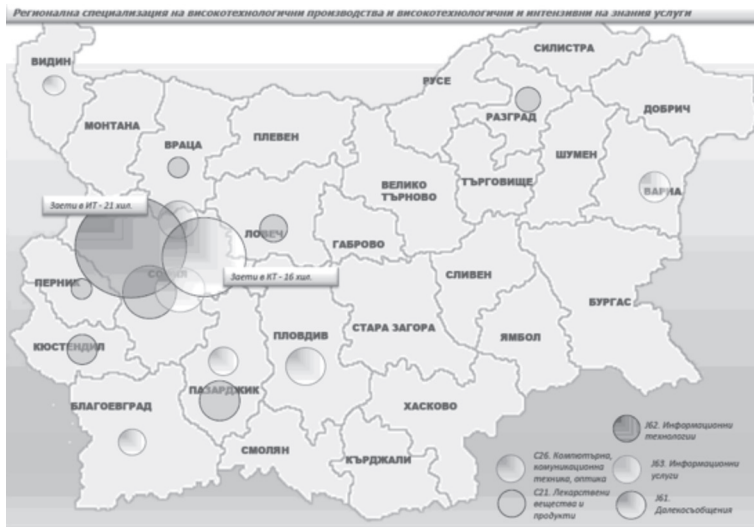 Регионална специализация на високотехнологични производства и високотехнологични и интензивни на знания услуги
СИЛИСТРА
ВИДИН
РУСЕ
ДОБРИЧ
РАЗГРАД
МОНТАНА
ПЛЕВЕН
ВРАЦА
ШУМЕН
ВЕЛИКО
ТЪРНОВО
ТЪРГОВИЩЕ
ВАРНА
Заети в ИТ - 21 хил.
ЛОВЕЧ
ГАБРОВО
СОФИЯ
Заети в КТ - 16 хил.
СЛИВЕН
ПЕРНИК
БУРГАС
СТАРА ЗАГОРА
ПЛОВДИВ
ЯМБОЛ
КЮСТЕНДИЛ
ПАЗАРДЖИК
БЛАГОЕВГРАД
ХАСКОВО
СМОЛЯН
КЪРДЖАЛИ
J62. Информационни
технологии
C26. Компютърна,
комуникационна
техника, оптика
J63. Информационни
услуги
C21. Лекарствени
вещества и
продукти
J61.
Далекосъобщения